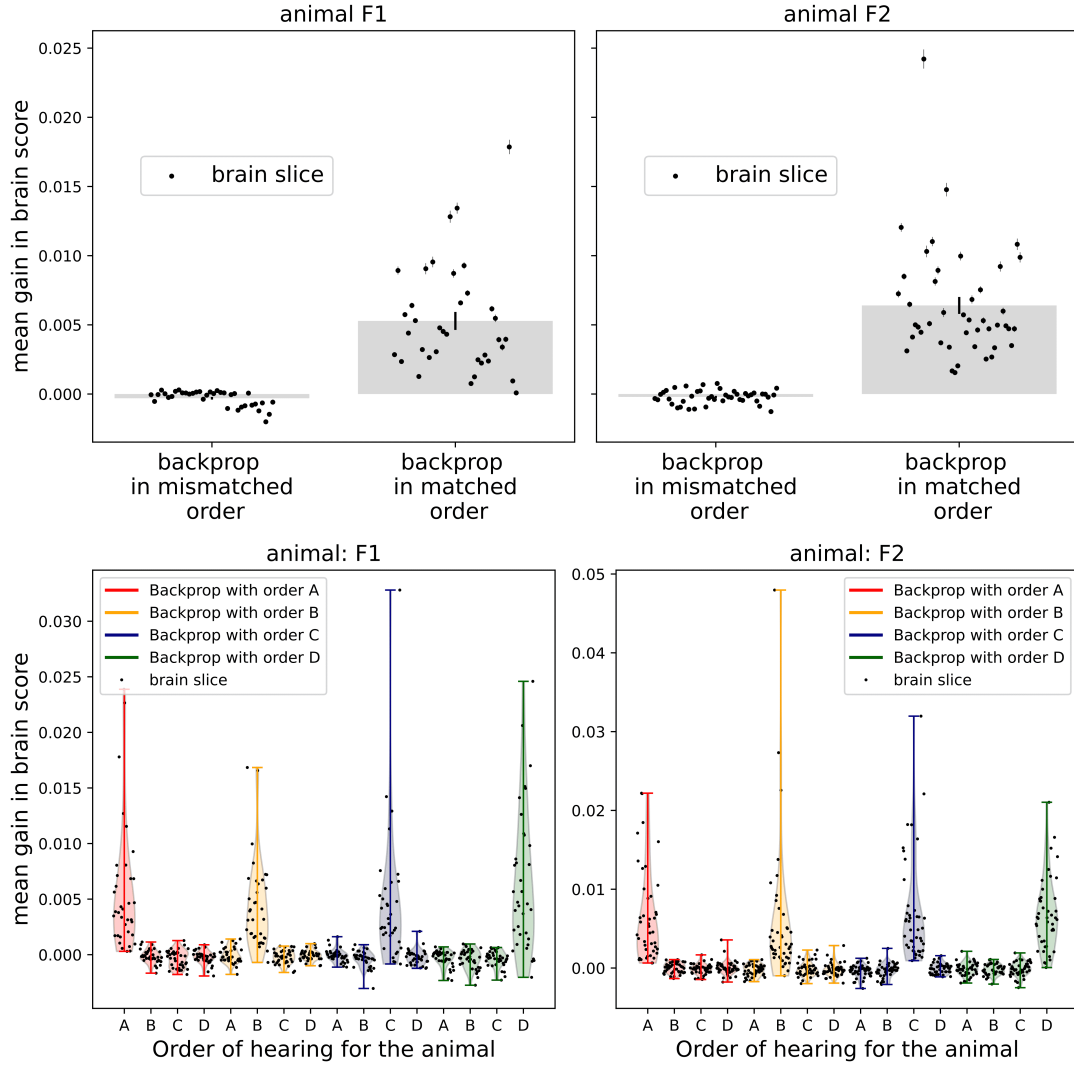 animal F1
animal F2
mean gain in brain score
0.025
0.020
0.015
0.010
0.005
0.000
brain slice
brain slice
backprop
in mismatched
order
backprop
in matched
order
backprop
in mismatched
order
backprop
in matched
order
animal: F1
animal: F2
mean gain in brain score
0.030
0.025
0.020
0.015
0.010
0.005
0.000
Backprop with order A
Backprop with order B
Backprop with order C
Backprop with order D
brain slice
A B C D A B C D A B C D A B C D
Order of hearing for the animal
0.05
0.04
0.03
0.02
0.01
0.00
Backprop with order A
Backprop with order B
Backprop with order C
Backprop with order D
brain slice
A B C D A B C D A B C D A B C D
Order of hearing for the animal